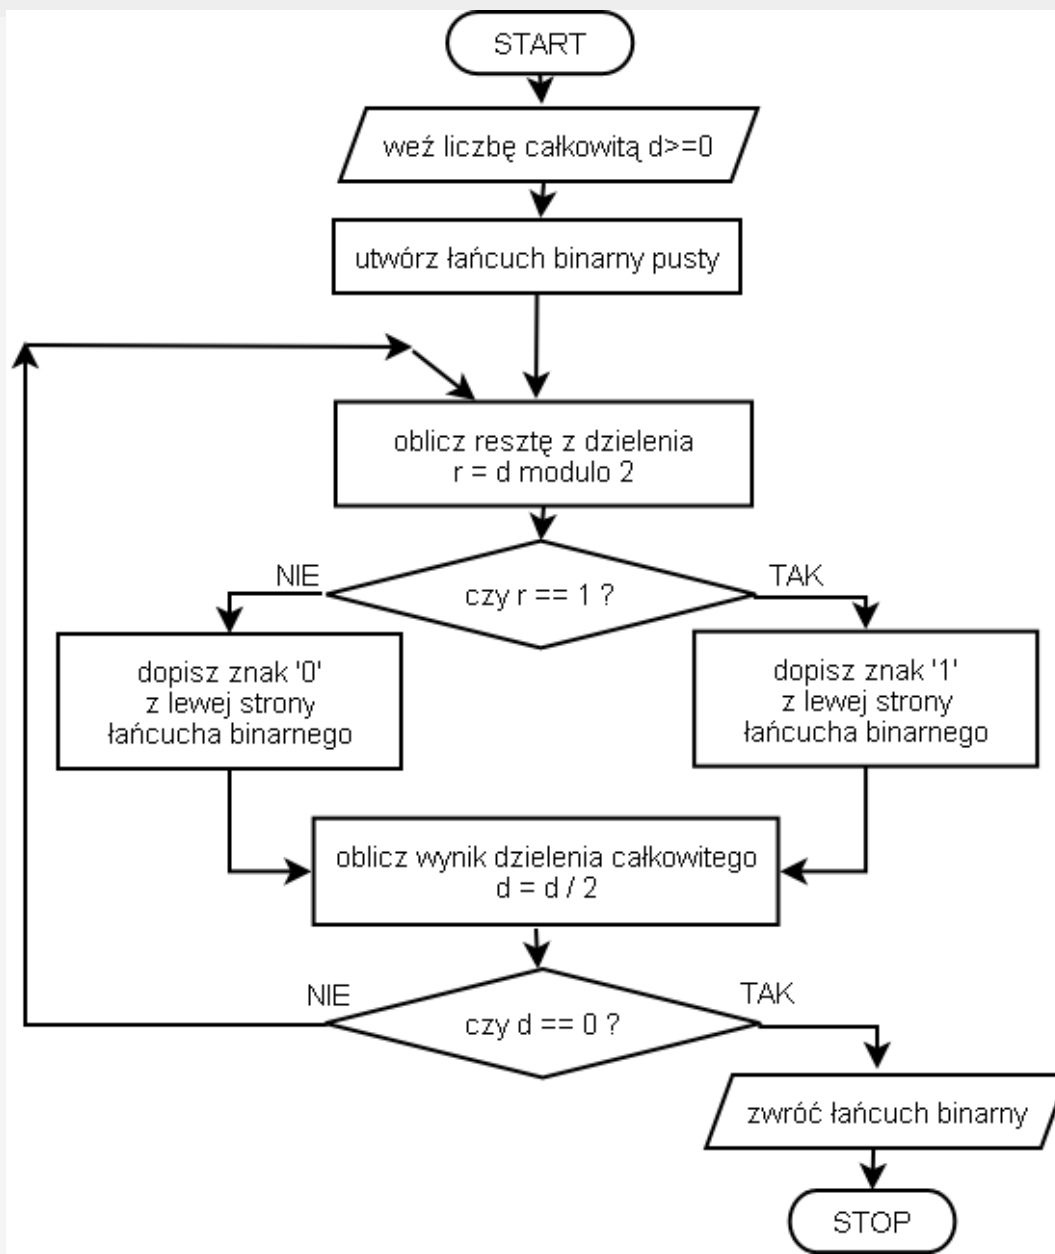 START
weź liczbę całkowitą d>=0
utwórz łańcuch binarny pusty
oblicz resztę z dzielenia
r = d modulo 2
NIE
TAK
czy r == 1 ?
dopisz znak '0'
z lewej strony
łańcucha binarnego
dopisz znak '1'
z lewej strony
łańcucha binarnego
oblicz wynik dzielenia całkowitego
d = d / 2
NIE
TAK
czy d == 0 ?
zwróć łańcuch binarny
STOP